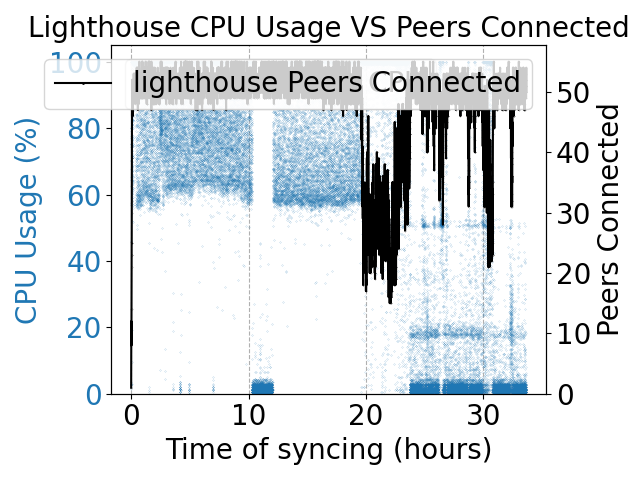 Lighthouse CPU Usage VS Peers Connected
lighthouse Peers Connected
CPU Usage (%)
100
80
60
40
20
0
50
40
30
20
10
0
Peers Connected
0 10 20 30
Time of syncing (hours)